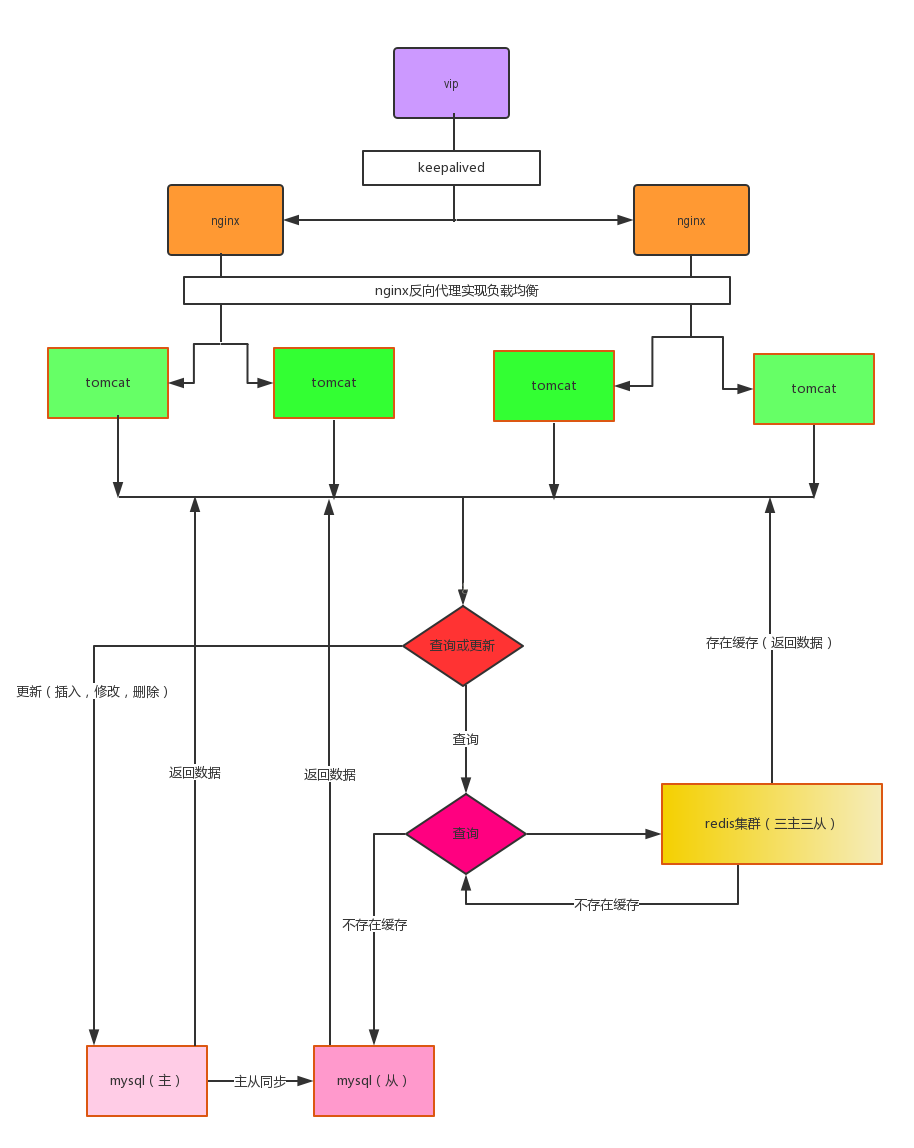 vip
keepalived
nginx
nginx
nginx反向代理实现负载均衡
tomcat
tomcat
tomcat
tomcat
查询或更新
存在缓存（返回数据）
更新（插入，修改，删除）
查询
返回数据
返回数据
查询
redis集群（三主三从）
不存在缓存
不存在缓存
mysql（主）
主从同步
mysql（从）